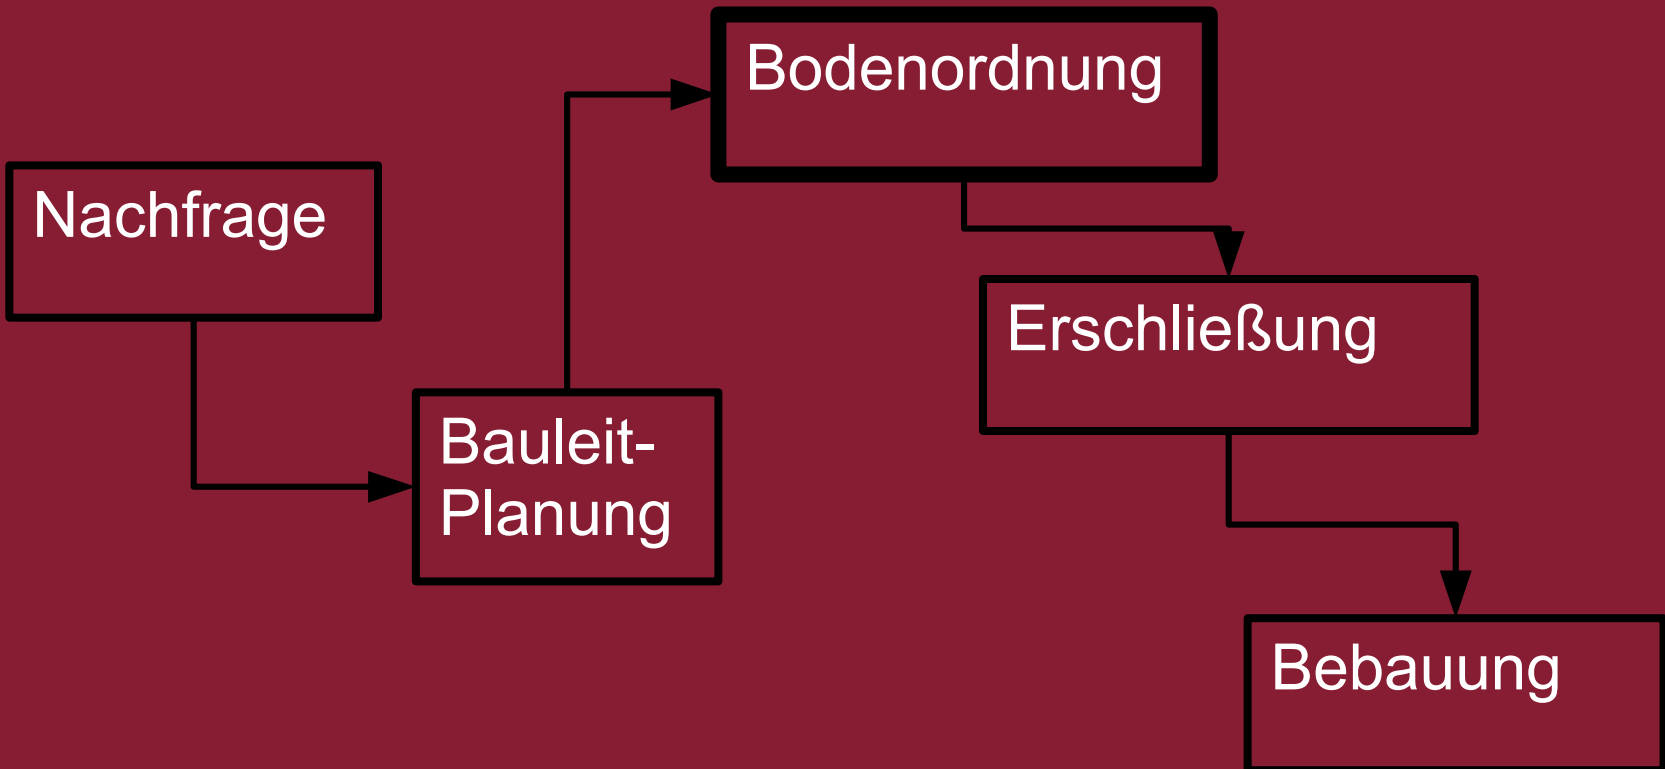 Nachfrage
Bauleit-
Planung
Bodenordnung
Erschließung
Bebauung